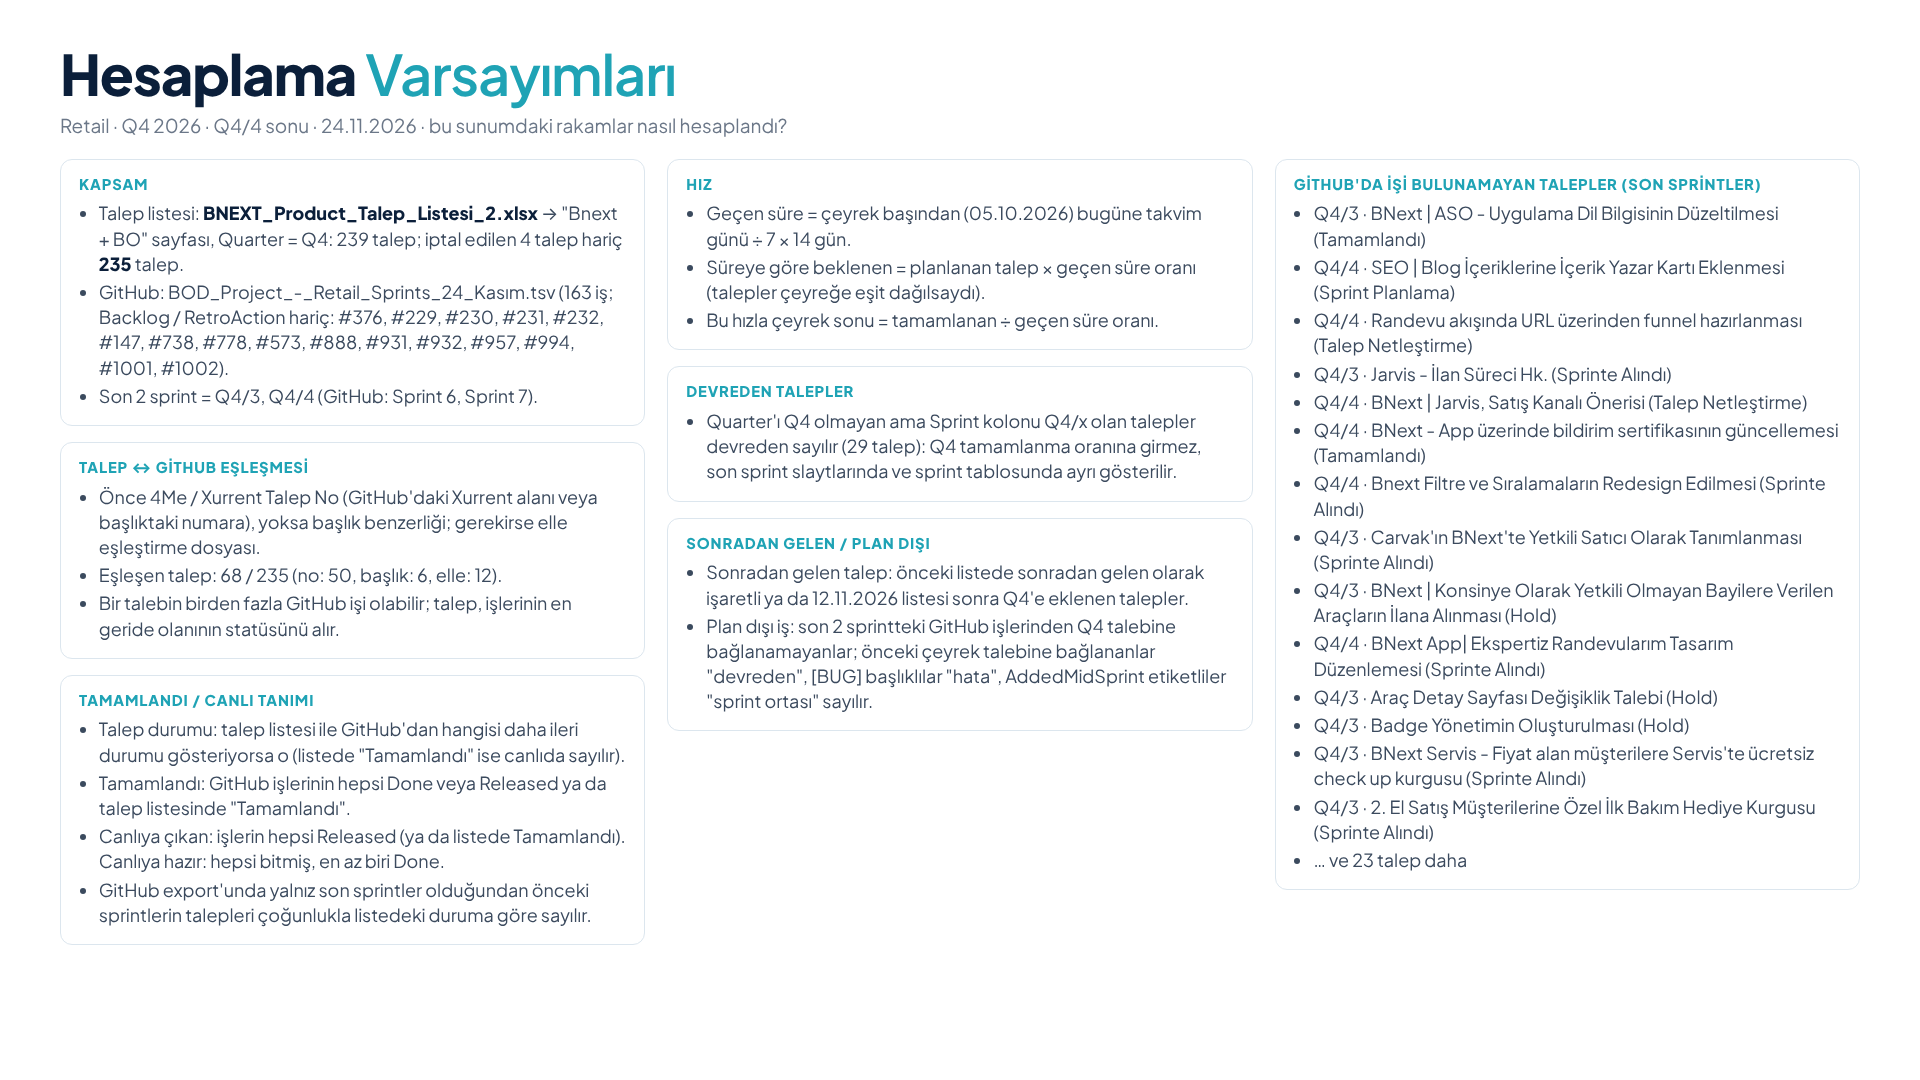 Hesaplama Varsayımları
Retail · Q4 2026 · Q4/4 sonu · 24.11.2026 · bu sunumdaki rakamlar nasıl hesaplandı?
KAPSAM
• Talep listesi: BNEXT_Product_Talep_Listesi_2.xlsx → "Bnext
+ BO" sayfası, Quarter = Q4: 239 talep; iptal edilen 4 talep hariç
235 talep.
• GitHub: BOD_Project_-_Retail_Sprints_24_Kasım.tsv (163 iş;
Backlog / RetroAction hariç: #376, #229, #230, #231, #232,
#147, #738, #778, #573, #888, #931, #932, #957, #994,
#1001, #1002).
• Son 2 sprint = Q4/3, Q4/4 (GitHub: Sprint 6, Sprint 7).
TALEP ↔ GİTHUB EŞLEŞMESİ
• Önce 4Me / Xurrent Talep No (GitHub'daki Xurrent alanı veya
başlıktaki numara), yoksa başlık benzerliği; gerekirse elle
eşleştirme dosyası.
• Eşleşen talep: 68 / 235 (no: 50, başlık: 6, elle: 12).
• Bir talebin birden fazla GitHub işi olabilir; talep, işlerinin en
geride olanının statüsünü alır.
TAMAMLANDI / CANLI TANIMI
• Talep durumu: talep listesi ile GitHub'dan hangisi daha ileri
durumu gösteriyorsa o (listede "Tamamlandı" ise canlıda sayılır).
• Tamamlandı: GitHub işlerinin hepsi Done veya Released ya da
talep listesinde "Tamamlandı".
• Canlıya çıkan: işlerin hepsi Released (ya da listede Tamamlandı).
Canlıya hazır: hepsi bitmiş, en az biri Done.
• GitHub export'unda yalnız son sprintler olduğundan önceki
sprintlerin talepleri çoğunlukla listedeki duruma göre sayılır.
HIZ
• Geçen süre = çeyrek başından (05.10.2026) bugüne takvim
günü ÷ 7 × 14 gün.
• Süreye göre beklenen = planlanan talep × geçen süre oranı
(talepler çeyreğe eşit dağılsaydı).
• Bu hızla çeyrek sonu = tamamlanan ÷ geçen süre oranı.
DEVREDEN TALEPLER
• Quarter'ı Q4 olmayan ama Sprint kolonu Q4/x olan talepler
devreden sayılır (29 talep): Q4 tamamlanma oranına girmez,
son sprint slaytlarında ve sprint tablosunda ayrı gösterilir.
SONRADAN GELEN / PLAN DIŞI
• Sonradan gelen talep: önceki listede sonradan gelen olarak
işaretli ya da 12.11.2026 listesi sonra Q4'e eklenen talepler.
• Plan dışı iş: son 2 sprintteki GitHub işlerinden Q4 talebine
bağlanamayanlar; önceki çeyrek talebine bağlananlar
"devreden", [BUG] başlıklılar "hata", AddedMidSprint etiketliler
"sprint ortası" sayılır.
GİTHUB'DA İŞİ BULUNAMAYAN TALEPLER (SON SPRİNTLER)
• Q4/3 · BNext | ASO - Uygulama Dil Bilgisinin Düzeltilmesi
(Tamamlandı)
• Q4/4 · SEO | Blog İçeriklerine İçerik Yazar Kartı Eklenmesi
(Sprint Planlama)
• Q4/4 · Randevu akışında URL üzerinden funnel hazırlanması
(Talep Netleştirme)
• Q4/3 · Jarvis - İlan Süreci Hk. (Sprinte Alındı)
• Q4/4 · BNext | Jarvis, Satış Kanalı Önerisi (Talep Netleştirme)
• Q4/4 · BNext - App üzerinde bildirim sertifikasının güncellemesi
(Tamamlandı)
• Q4/4 · Bnext Filtre ve Sıralamaların Redesign Edilmesi (Sprinte
Alındı)
• Q4/3 · Carvak'ın BNext'te Yetkili Satıcı Olarak Tanımlanması
(Sprinte Alındı)
• Q4/3 · BNext | Konsinye Olarak Yetkili Olmayan Bayilere Verilen
Araçların İlana Alınması (Hold)
• Q4/4 · BNext App| Ekspertiz Randevularım Tasarım
Düzenlemesi (Sprinte Alındı)
• Q4/3 · Araç Detay Sayfası Değişiklik Talebi (Hold)
• Q4/3 · Badge Yönetimin Oluşturulması (Hold)
• Q4/3 · BNext Servis - Fiyat alan müşterilere Servis'te ücretsiz
check up kurgusu (Sprinte Alındı)
• Q4/3 · 2. El Satış Müşterilerine Özel İlk Bakım Hediye Kurgusu
(Sprinte Alındı)
• … ve 23 talep daha